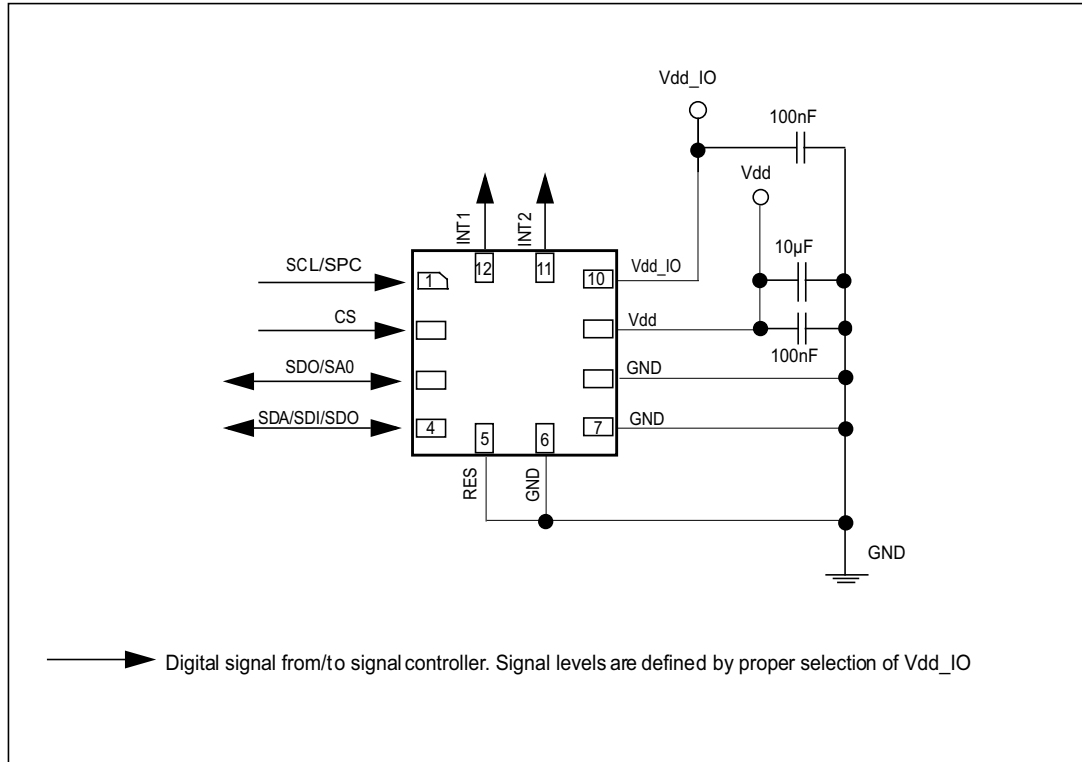 Vdd_IO
100nF
Vdd
INT1
INT2
10µF
SCL/SPC
1
12
11
10
Vdd_IO
CS
Vdd
100nF
SDO/SA0
GND
SDA/SDI/SDO
4
5
6
7
GND
RES
GND
GND
Digital signal from/to signal controller. Signal levels are defined by proper selection of Vdd_IO